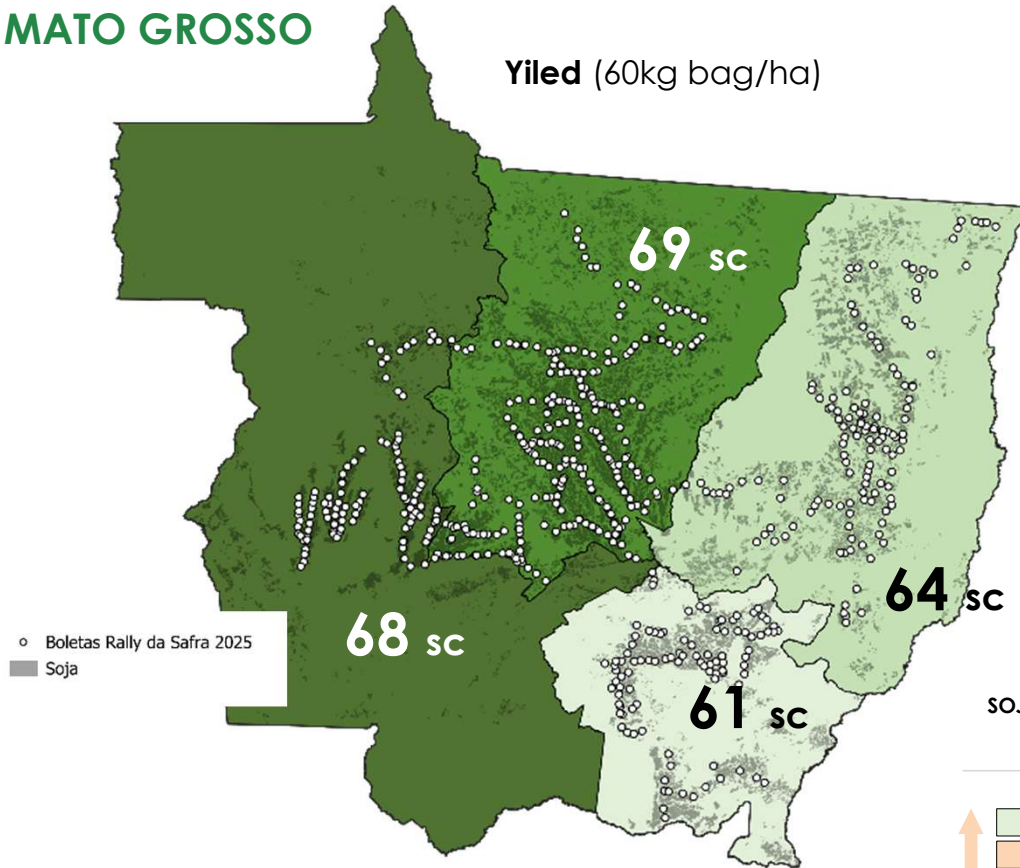 MATO GROSSO
Yiled (60kg bag/ha)
69 sc
64 sc
68 sc
Boletas Rally da Safra 2025
Soja
61 sc